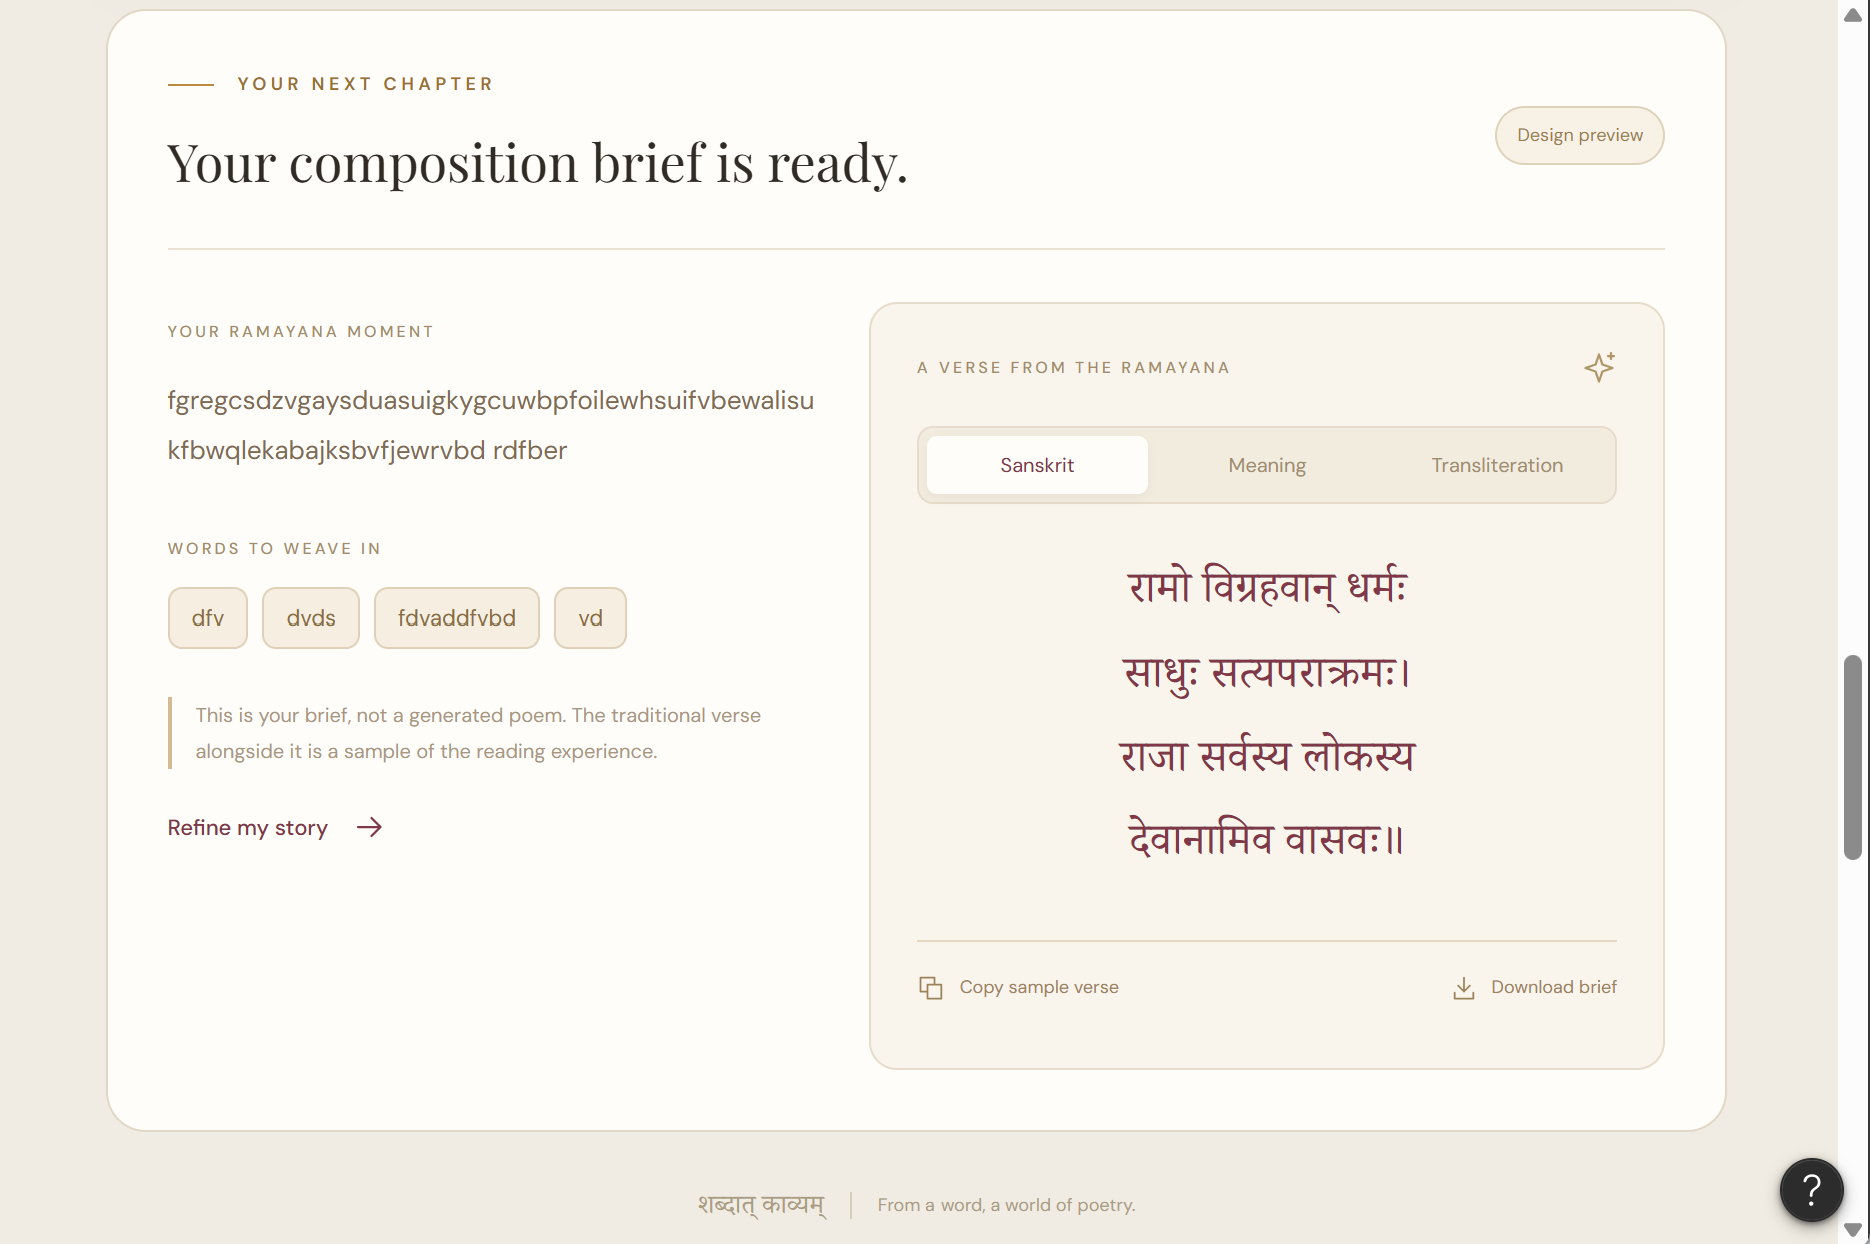 YOUR NEXT CHAPTER
Your composition brief is ready.
Design preview
YOUR RAMAYANA MOMENT
fgregcsdzvgaysduasuigkygcuwbpfoilewhsuifvbewalisu
kfbwqlekabajksbvfjewrvbd rdfber
WORDS TO WEAVE IN
dfv
dvds
fdvaddfvbd
vd
This is your brief, not a generated poem. The traditional verse
alongside it is a sample of the reading experience.
Refine my story
A VERSE FROM THE RAMAYANA
Sanskrit
Meaning
Transliteration
रामो विग्रहवान् धर्मः
साधुः सत्यपराक्रमः।
राजा सर्वस्य लोकस्य
देवानामिव वासवः॥
Copy sample verse
Download brief
शब्दात् काव्यम्
From a word, a world of poetry.
?